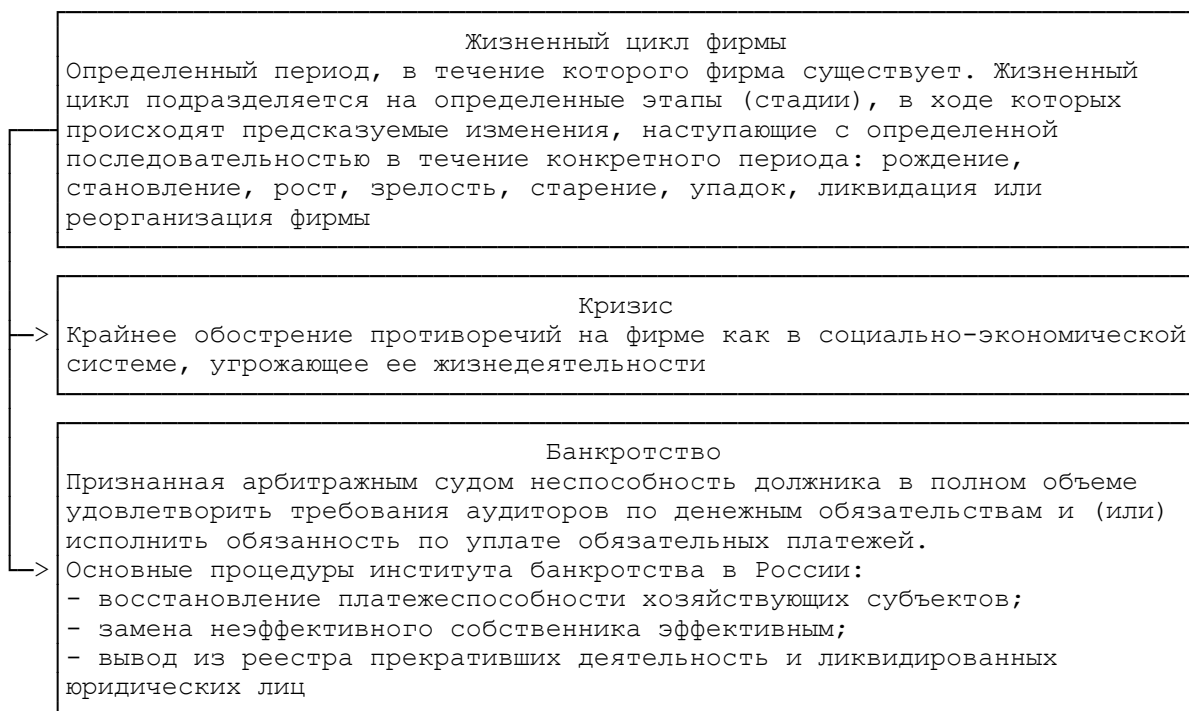 Жизненный цикл фирмы
Определенный период, в течение которого фирма существует. Жизненный
цикл подразделяется на определенные этапы (стадии), в ходе которых
происходят предсказуемые изменения, наступающие с определенной
последовательностью в течение конкретного периода: рождение,
становление, рост, зрелость, старение, упадок, ликвидация или
реорганизация фирмы
Кризис
Крайнее обострение противоречий на фирме как в социально-экономической
системе, угрожающее ее жизнедеятельности
Банкротство
Признанная арбитражным судом неспособность должника в полном объеме
удовлетворить требования аудиторов по денежным обязательствам и (или)
исполнить обязанность по уплате обязательных платежей.
Основные процедуры института банкротства в России:
- восстановление платежеспособности хозяйствующих субъектов;
- замена неэффективного собственника эффективным;
- вывод из реестра прекративших деятельность и ликвидированных
юридических лиц